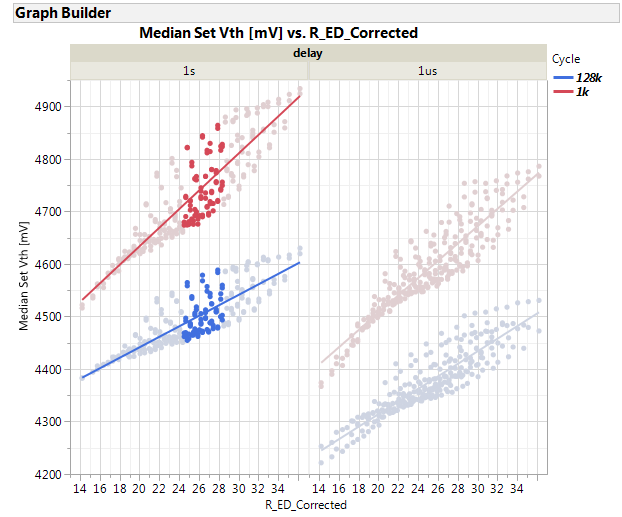 Graph Builder
Median Set Vth [mV] vs. R_ED_Corrected
delay
1s 1us
Cycle
128k
1k
Median Set Vth [mV]
4900
4800
4700
4600
4500
4400
4300
4200
14 16 18 20 22 24 26 28 30 32 34 14 16 18 20 22 24 26 28 30 32 34
R_ED_Corrected